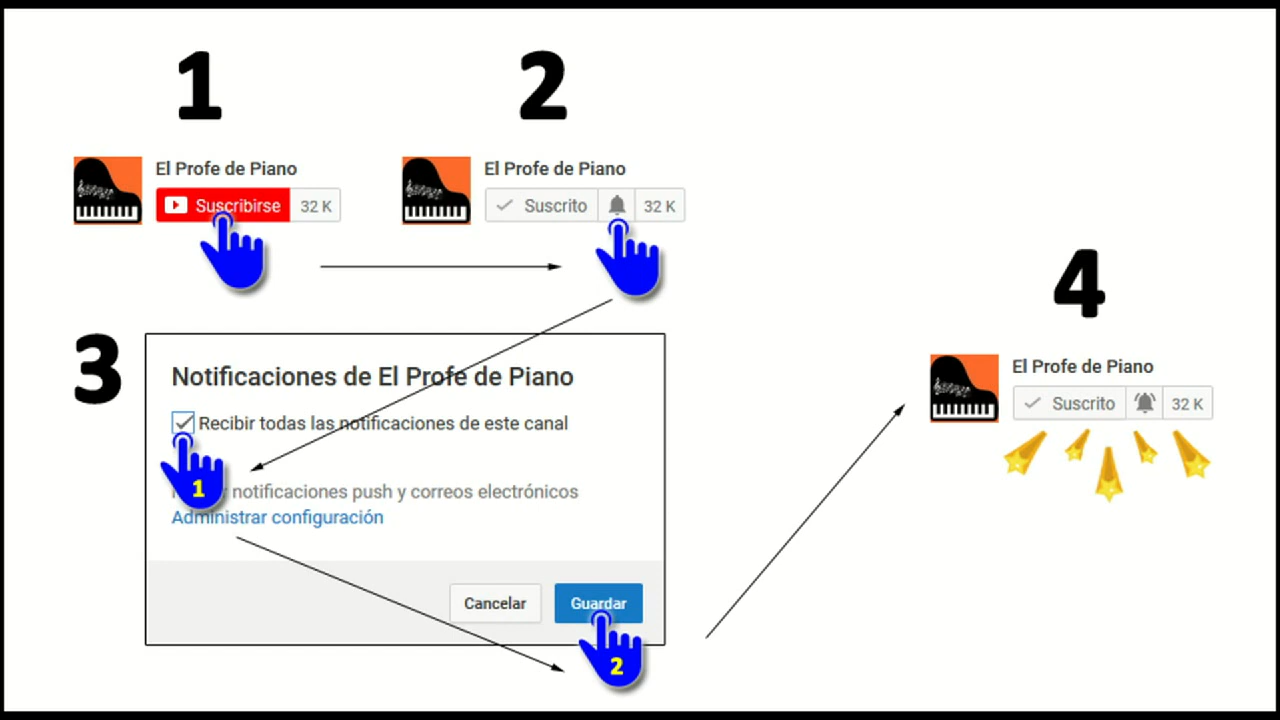 1
2
El Profe de Piano
Suscribirse 32 K
El Profe de Piano
Suscrito 32 K
3
Notificaciones de El Profe de Piano
Recibir todas las notificaciones de este canal
1
notificaciones push y correos electrónicos
Administrar configuración
Cancelar
Guardar
2
4
El Profe de Piano
Suscrito 32 K